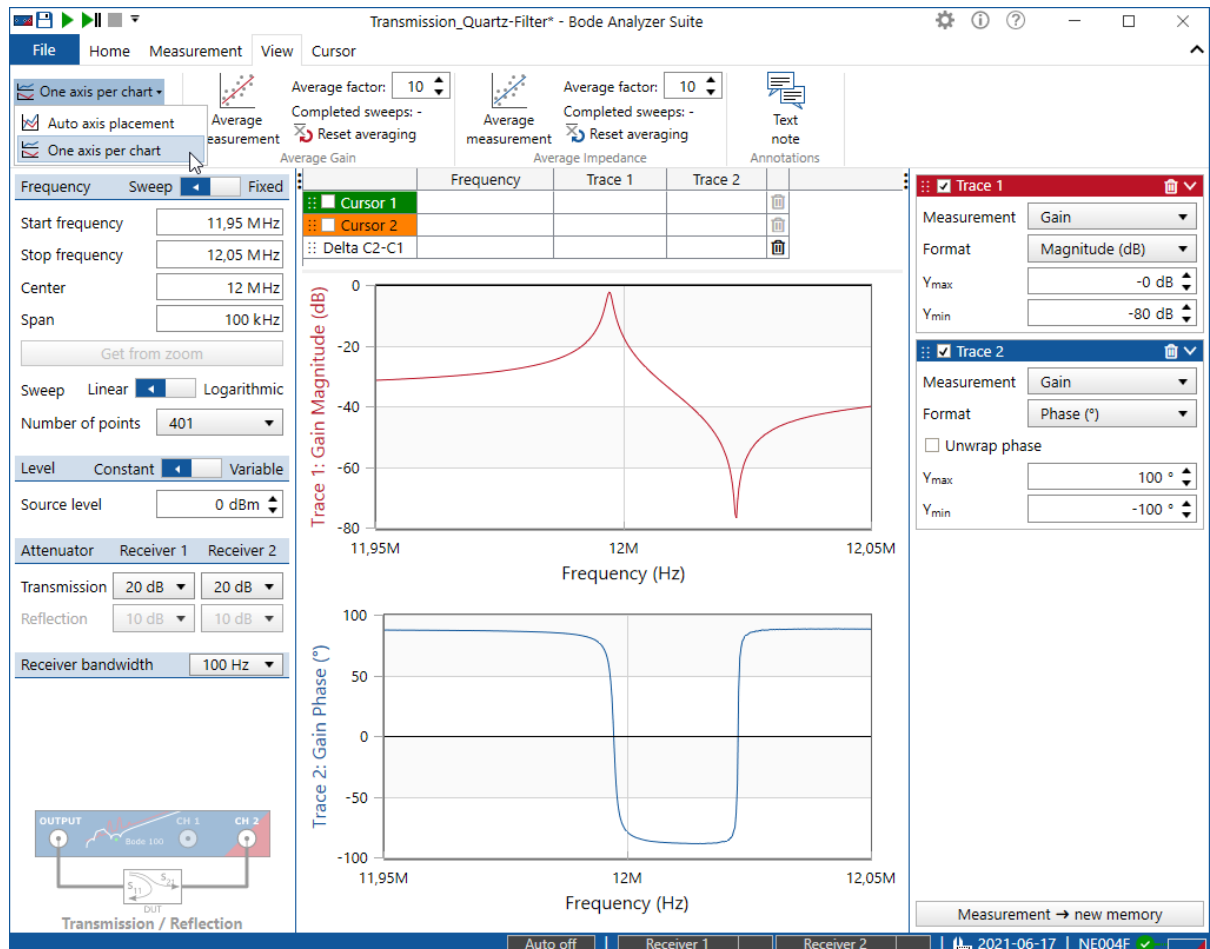 Transmission_Quartz-Filter* - Bode Analyzer Suite
File Home Measurement View Cursor
One axis per chart
Auto axis placement
One axis per chart
Average
easurement
Average factor: 10
Completed sweeps: -
Reset averaging
Average Gain
Average
measurement
Average factor: 10
Completed sweeps: -
Reset averaging
Average Impedance
Text
note
Annotations
Frequency Sweep Fixed
Start frequency 11,95 MHz
Stop frequency 12,05 MHz
Center 12 MHz
Span 100 kHz
Get from zoom
Sweep Linear Logarithmic
Number of points 401
Level Constant Variable
Source level 0 dBm
Attenuator Receiver 1 Receiver 2
Transmission 20 dB 20 dB
Reflection 10 dB 10 dB
Receiver bandwidth 100 Hz
OUTPUT CH 1 CH 2
Bode 100
S11 S21
DUT
Transmission / Reflection
Frequency Trace 1 Trace 2
Cursor 1
Cursor 2
Delta C2-C1
Trace 1: Gain Magnitude (dB)
0
-20
-40
-60
-80
11,95M 12M 12,05M
Frequency (Hz)
Trace 2: Gain Phase (°)
100
50
0
-50
-100
11,95M 12M 12,05M
Frequency (Hz)
Trace 1
Measurement Gain
Format Magnitude (dB)
Ymax -0 dB
Ymin -80 dB
Trace 2
Measurement Gain
Format Phase (°)
Unwrap phase
Ymax 100 °
Ymin -100 °
Measurement → new memory
Auto off | Receiver 1 Receiver 2 | 2021-06-17 | NE004F